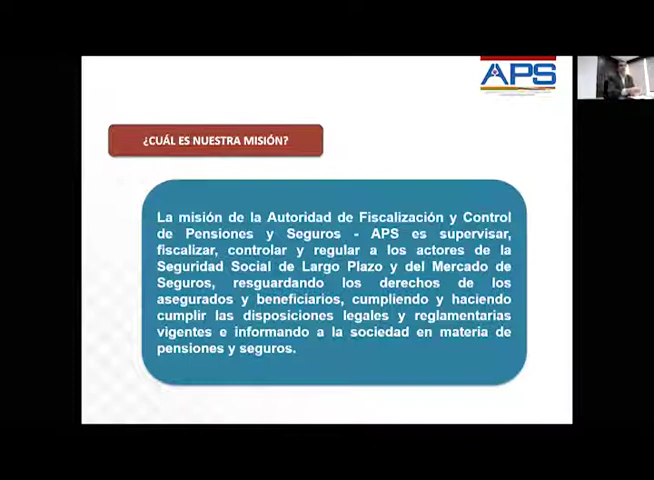 APS
¿CUÁL ES NUESTRA MISIÓN?
La misión de la Autoridad de Fiscalización y Control
de Pensiones y Seguros - APS es supervisar,
fiscalizar, controlar y regular a los actores de la
Seguridad Social de Largo Plazo y del Mercado de
Seguros, resguardando los derechos de los
asegurados y beneficiarios, cumpliendo y haciendo
cumplir las disposiciones legales y reglamentarias
vigentes e informando a la sociedad en materia de
pensiones y seguros.